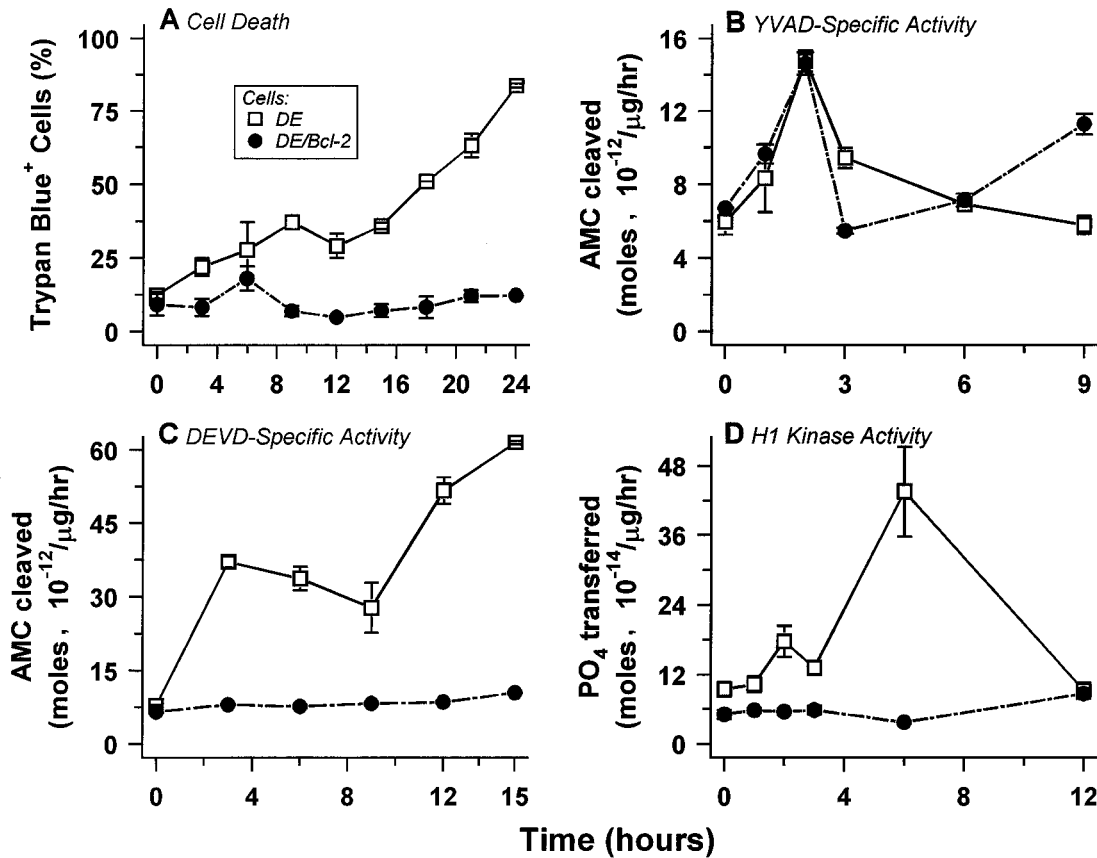 A Cell Death
Trypan Blue⁺ Cells (%)
100
75
50
25
0
Cells:
DE
DE/Bcl-2
0 4 8 12 16 20 24
B YVAD-Specific Activity
AMC cleaved
(moles, 10⁻¹²/µg/hr)
16
12
8
4
0
0 3 6 9
C DEVD-Specific Activity
AMC cleaved
(moles, 10⁻¹²/µg/hr)
60
45
30
15
0
0 4 8 12 15
D H1 Kinase Activity
PO₄ transferred
(moles, 10⁻¹⁴/µg/hr)
48
36
24
12
0
0 4 8 12
Time (hours)